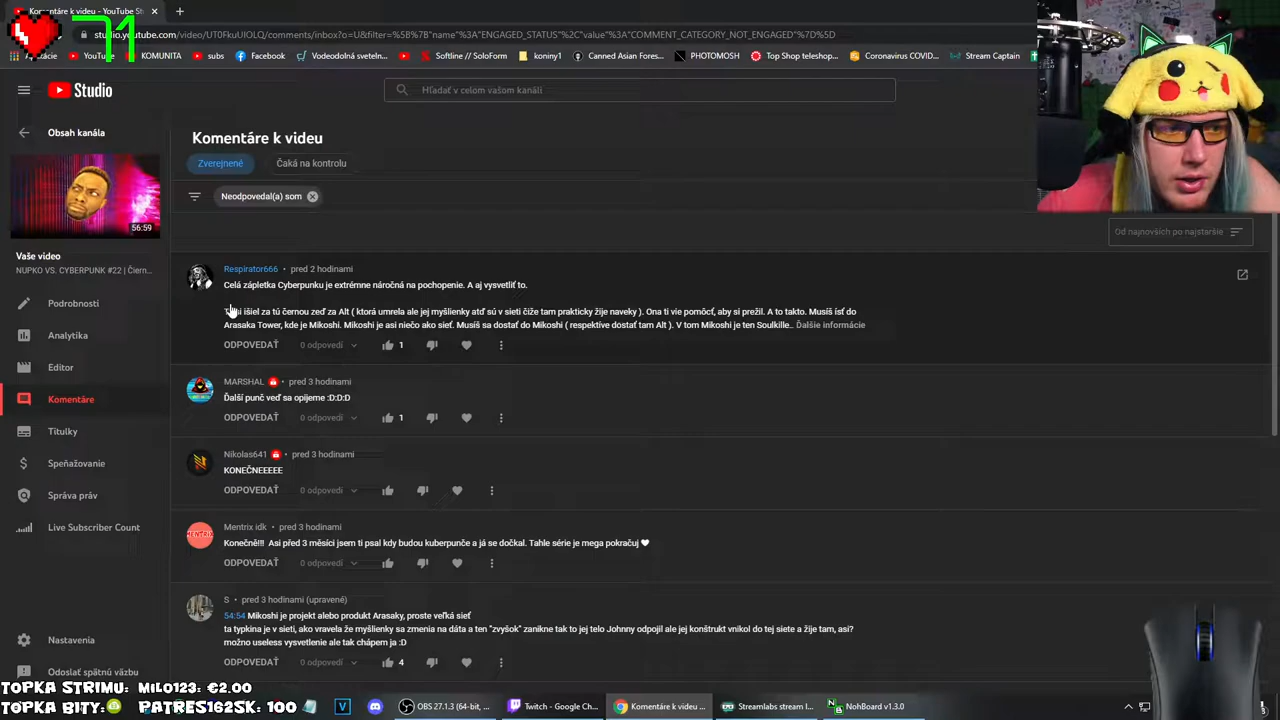 71
Komentáre k videu - YouTube St
studio.youtube.com/video/UT0FkuUIOLQ/comments/inbox?o=U&filter=%5B%7B"name"%3A"ENGAGED_STATUS"%2C"value"%3A"COMMENT_CATEGORY_NOT_ENGAGED"%7D%5D
Aplikácie YouTube KOMUNITA subs Facebook Vodeodolné sveteln... Softline // SoloForm koniny1 Canned Asian Fores... PHOTOMOSH Top Shop teleshop... Coronavirus COVID... Stream Captain
Studio
Hľadať v celom vašom kanáli
Obsah kanála
56:59
Vaše video
NUPKO VS. CYBERPUNK #22 | Čiern...
Podrobnosti
Analytika
Editor
Komentáre
Titulky
Speňažovanie
Správa práv
Live Subscriber Count
Nastavenia
Odoslať spätnú väzbu
Komentáre k videu
Zverejnené Čaká na kontrolu
Neodpovedal(a) som
Od najnovších po najstaršie
Respirator666 • pred 2 hodinami
Celá zápletka Cyberpunku je extrémne náročná na pochopenie. A aj vysvetliť to.
si išiel za tú černou zeď za Alt ( ktorá umrela ale jej myšlienky atď sú v sieti čiže tam prakticky žije naveky ). Ona ti vie pomôcť, aby si prežil. A to takto. Musíš ísť do
Arasaka Tower, kde je Mikoshi. Mikoshi je asi niečo ako sieť. Musíš sa dostať do Mikoshi ( respektíve dostať tam Alt ). V tom Mikoshi je ten Soulkille.. Ďalšie informácie
ODPOVEDAŤ 0 odpovedí 1
MARSHAL • pred 3 hodinami
Ďalší punč veď sa opijeme :D:D:D
ODPOVEDAŤ 0 odpovedí 1
Nikolas641 • pred 3 hodinami
KONEČNEEEEE
ODPOVEDAŤ 0 odpovedí
MENTRIX
Mentrix idk • pred 3 hodinami
Konečně!!! Asi před 3 měsíci jsem ti psal kdy budou kuberpunče a já se dočkal. Tahle série je mega pokračuj ❤
ODPOVEDAŤ 0 odpovedí
S • pred 3 hodinami (upravené)
54:54 Mikoshi je projekt alebo produkt Arasaky, proste veľká sieť
ta typkina je v sieti, ako vravela že myšlienky sa zmenia na dáta a ten "zvyšok" zanikne tak to jej telo Johnny odpojil ale jej konštrukt vnikol do tej siete a žije tam, asi?
možno useless vysvetlenie ale tak chápem ja :D
ODPOVEDAŤ 0 odpovedí 4
TOPKA STRIMU: MILO123: €2.00
TOPKA BITY: PATRES162SK: 100
OBS 27.1.3 (64-bit, ... Twitch - Google Ch... Komentáre k videu ... Streamlabs stream l... NohBoard v1.3.0